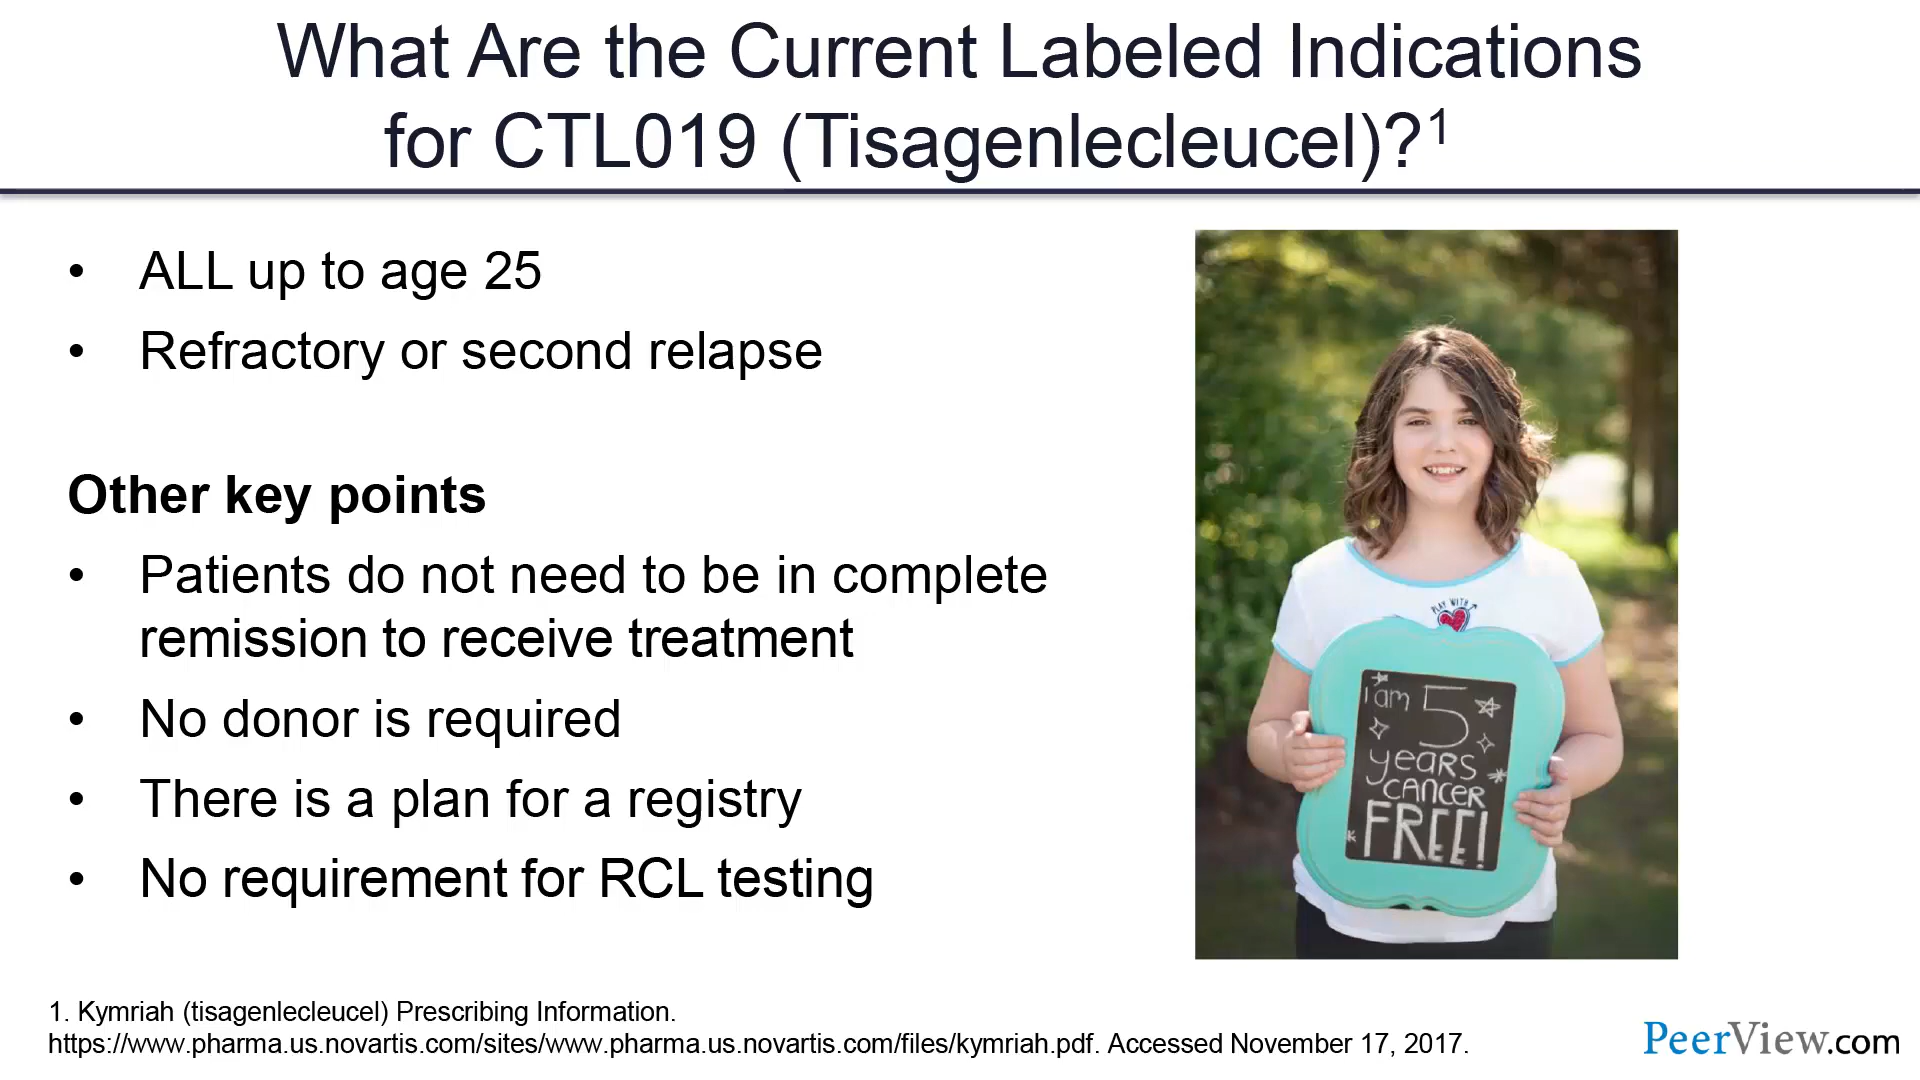 What Are the Current Labeled Indications
for CTL019 (Tisagenlecleucel)?¹
• ALL up to age 25
• Refractory or second relapse
Other key points
• Patients do not need to be in complete
remission to receive treatment
• No donor is required
• There is a plan for a registry
• No requirement for RCL testing
PLAY WITH
I am 5
years
cancer
FREE!
1. Kymriah (tisagenlecleucel) Prescribing Information.
https://www.pharma.us.novartis.com/sites/www.pharma.us.novartis.com/files/kymriah.pdf. Accessed November 17, 2017.
PeerView.com